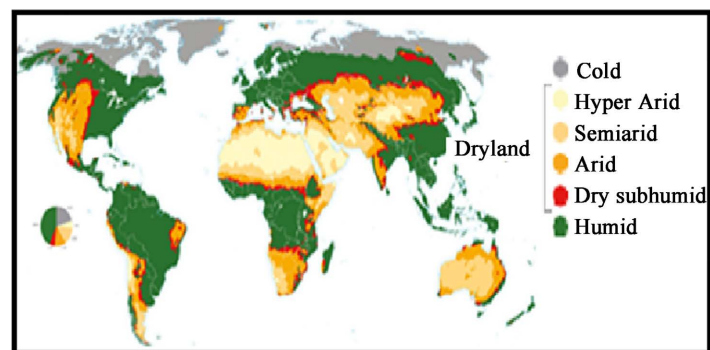 Cold
Hyper Arid
Semiarid
Dryland
Arid
Dry subhumid
Humid